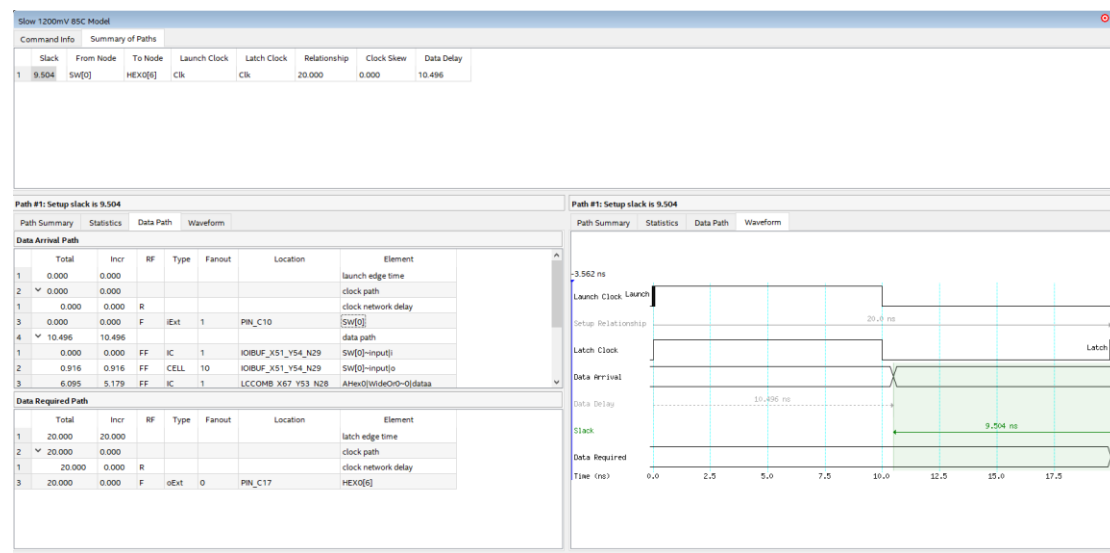 Slow 1200mV 85C Model
Command Info Summary of Paths
Slack From Node To Node Launch Clock Latch Clock Relationship Clock Skew Data Delay
1 9.504 SW[0] HEX0[6] Clk Clk 20.000 0.000 10.496
Path #1: Setup slack is 9.504
Path Summary Statistics Data Path Waveform
Data Arrival Path
Total Incr RF Type Fanout Location Element
1 0.000 0.000 launch edge time
2 0.000 0.000 clock path
1 0.000 0.000 R clock network delay
3 0.000 0.000 F iExt 1 PIN_C10 SW[0]
4 10.496 10.496 data path
1 0.000 0.000 FF IC 1 IOIBUF_X51_Y54_N29 SW[0]~input|i
2 0.916 0.916 FF CELL 10 IOIBUF_X51_Y54_N29 SW[0]~input|o
3 6.095 5.179 FF IC 1 LCCOMB_X67_Y53_N28 AHex0|WideOr0~0|dataa
Data Required Path
Total Incr RF Type Fanout Location Element
1 20.000 20.000 latch edge time
2 20.000 0.000 clock path
1 20.000 0.000 R clock network delay
3 20.000 0.000 F oExt 0 PIN_C17 HEX0[6]
Path #1: Setup slack is 9.504
Path Summary Statistics Data Path Waveform
-3.562 ns
Launch Clock Launch
Setup Relationship 20.0 ns
Latch Clock Latch
Data Arrival
Data Delay 10.496 ns
Slack 9.504 ns
Data Required
Time (ns) 0.0 2.5 5.0 7.5 10.0 12.5 15.0 17.5